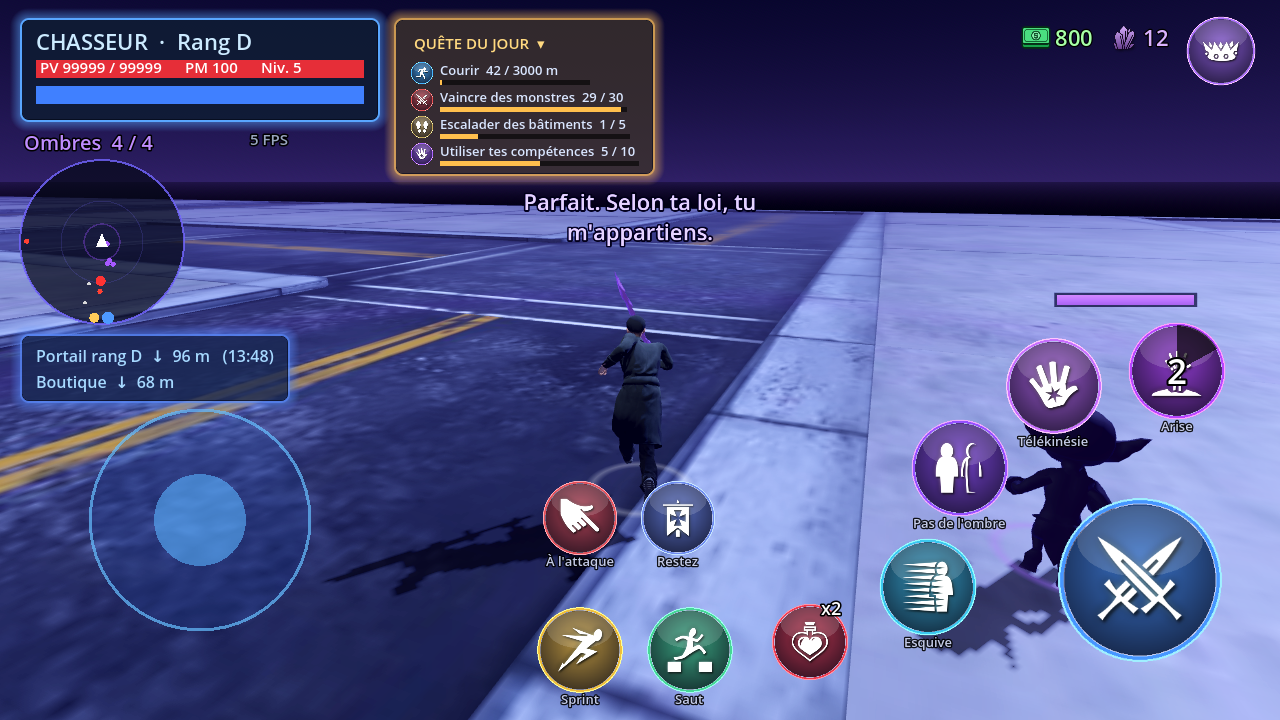 CHASSEUR · Rang D
PV 99999 / 99999 PM 100 Niv. 5
Ombres 4 / 4
5 FPS
QUÊTE DU JOUR ▼
Courir 42 / 3000 m
Vaincre des monstres 29 / 30
Escalader des bâtiments 1 / 5
Utiliser tes compétences 5 / 10
800
12
Parfait. Selon ta loi, tu
m'appartiens.
Portail rang D ↓ 96 m (13:48)
Boutique ↓ 68 m
2
Arise
Télékinésie
Pas de l'ombre
À l'attaque
Restez
Esquive
x2
Sprint
Saut